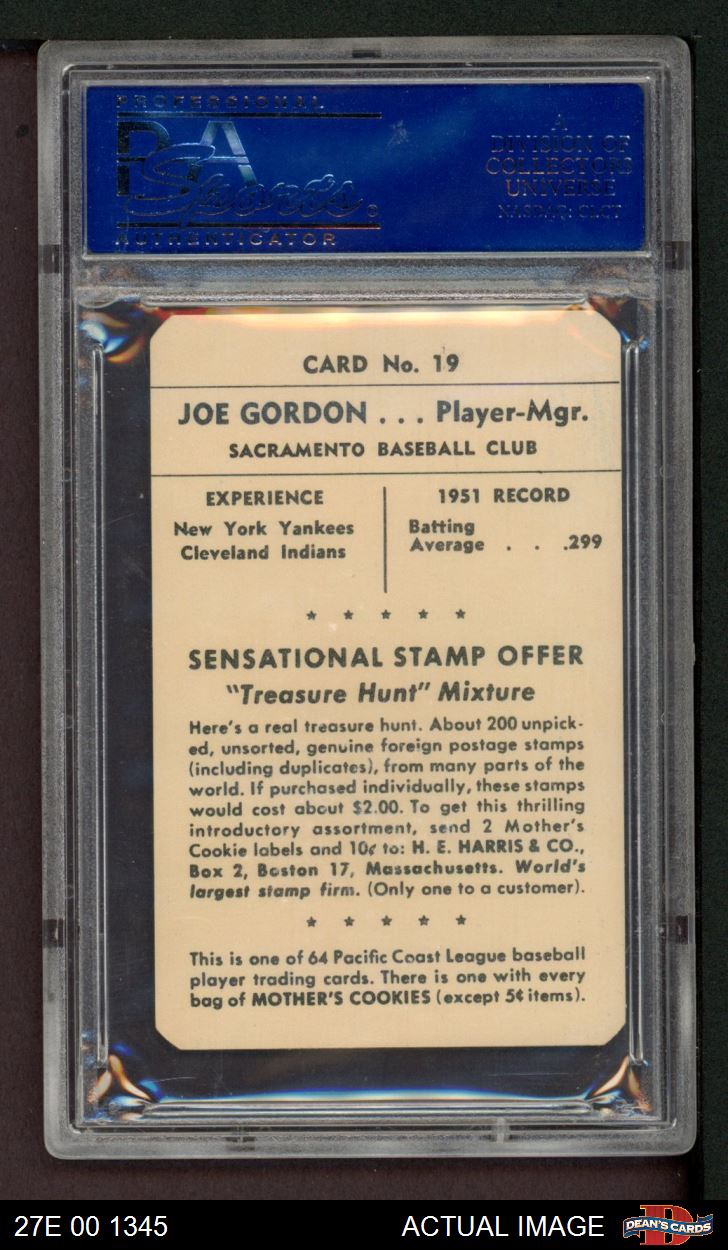 PROFESSIONAL
PSA
Sports
AUTHENTICATOR
A
DIVISION OF
COLLECTORS
UNIVERSE
NASDAQ: CLCT
CARD No. 19
JOE GORDON . . . Player-Mgr.
SACRAMENTO BASEBALL CLUB
EXPERIENCE
New York Yankees
Cleveland Indians
1951 RECORD
Batting
Average . . .299
★ ★ ★ ★ ★
SENSATIONAL STAMP OFFER
"Treasure Hunt" Mixture
Here's a real treasure hunt. About 200 unpick-
ed, unsorted, genuine foreign postage stamps
(including duplicates), from many parts of the
world. If purchased individually, these stamps
would cost about $2.00. To get this thrilling
introductory assortment, send 2 Mother's
Cookie labels and 10¢ to: H. E. HARRIS & CO.,
Box 2, Boston 17, Massachusetts. World's
largest stamp firm. (Only one to a customer).
★ ★ ★ ★ ★
This is one of 64 Pacific Coast League baseball
player trading cards. There is one with every
bag of MOTHER'S COOKIES (except 5¢ items).
27E 00 1345
ACTUAL IMAGE
DEAN'S CARDS